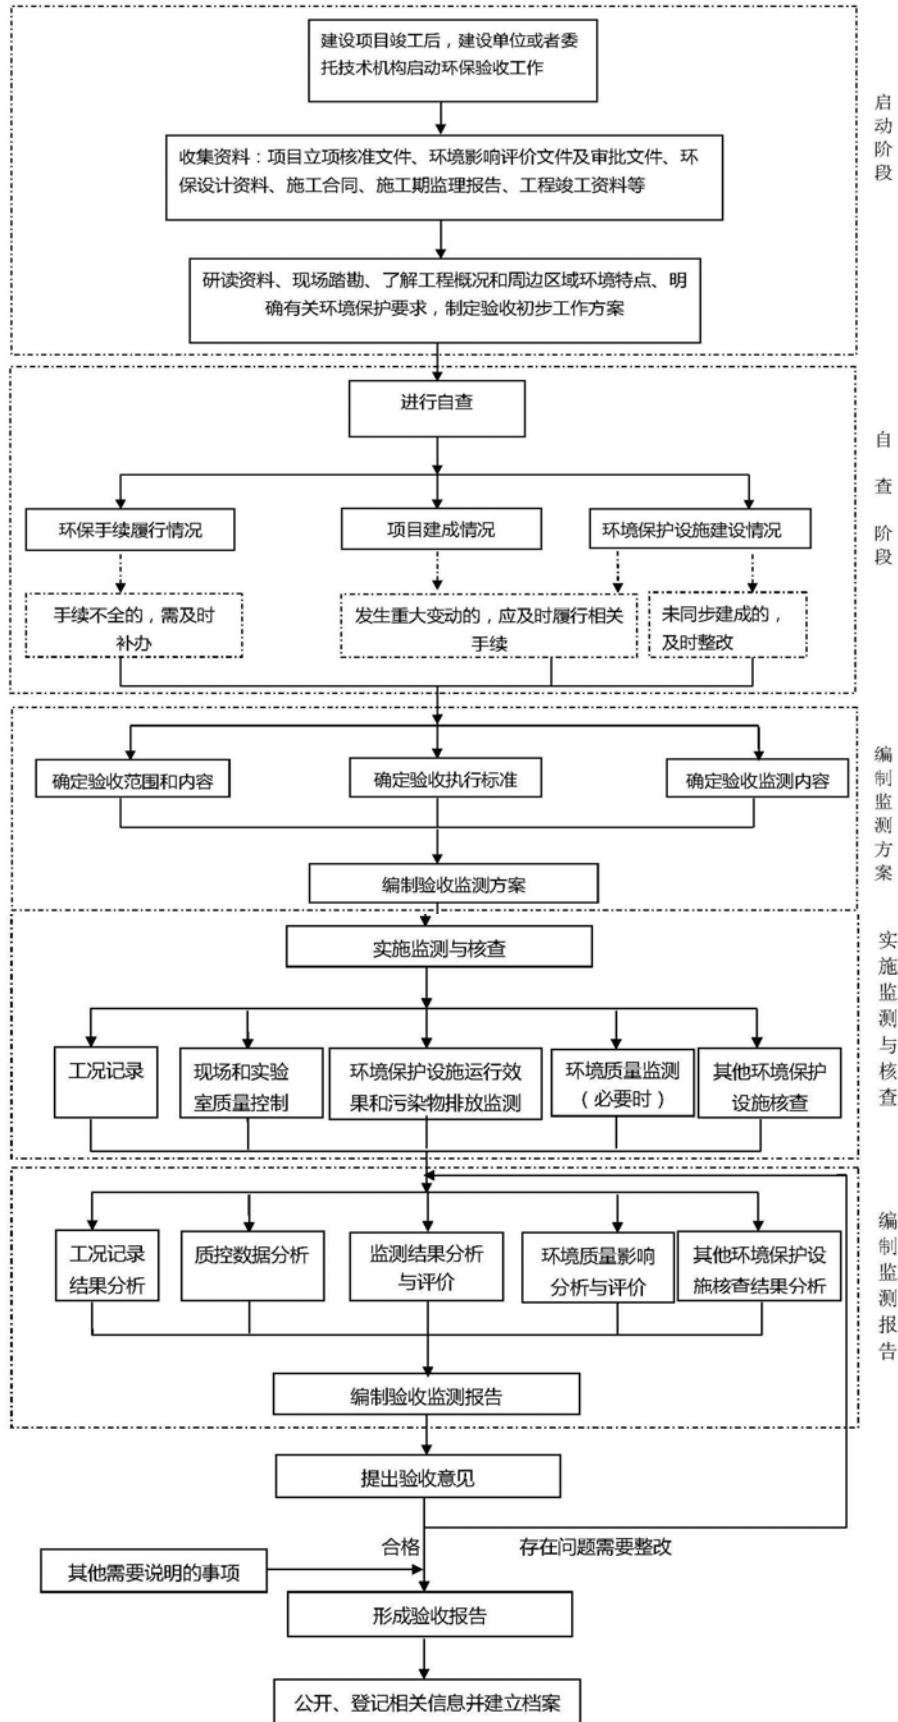 建设项目竣工后，建设单位或者委
托技术机构启动环保验收工作
启动阶段
收集资料：项目立项核准文件、环境影响评价文件及审批文件、环
保设计资料、施工合同、施工期监理报告、工程竣工资料等
研读资料、现场踏勘、了解工程概况和周边区域环境特点、明
确有关环境保护要求，制定验收初步工作方案
进行自查
自查阶段
环保手续履行情况
项目建成情况
环境保护设施建设情况
手续不全的，需及时
补办
发生重大变动的，应及时履行相关
手续
未同步建成的，
及时整改
编制监测方案
确定验收范围和内容
确定验收执行标准
确定验收监测内容
编制验收监测方案
实施监测与核查
实施监测与核查
工况记录
现场和实验
室质量控制
环境保护设施运行效
果和污染物排放监测
环境质量监测
（必要时）
其他环境保护
设施核查
编制监测报告
工况记录
结果分析
质控数据分析
监测结果分析
与评价
环境质量影响
分析与评价
其他环境保护设
施核查结果分析
编制验收监测报告
提出验收意见
合格
存在问题需要整改
其他需要说明的事项
形成验收报告
公开、登记相关信息并建立档案